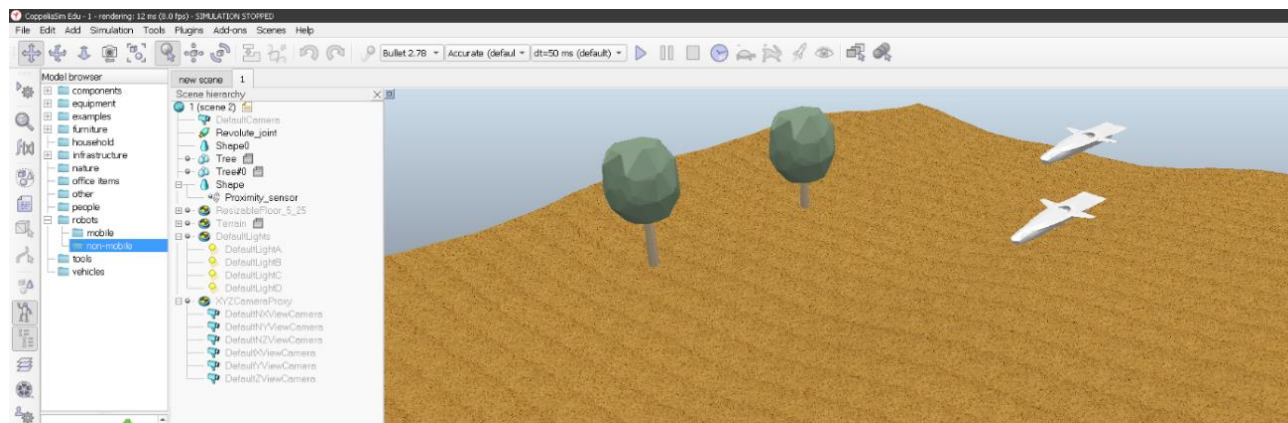 CoppeliaSim Edu - 1 - rendering: 12 ms (8.0 fps) - SIMULATION STOPPED
File Edit Add Simulation Tools Plugins Add-ons Scenes Help
Bullet 2.78 Accurate (defaul dt=50 ms (default)
Model browser
components
equipment
examples
furniture
household
infrastructure
nature
office items
other
people
robots
mobile
non-mobile
tools
vehicles
new scene 1
Scene hierarchy
1 (scene 2)
DefaultCamera
Revolute_joint
Shape0
Tree
Tree#0
Shape
Proximity_sensor
ResizableFloor_5_25
Terrain
DefaultLights
DefaultLightA
DefaultLightB
DefaultLightC
DefaultLightD
XYZCameraProxy
DefaultNXViewCamera
DefaultNYViewCamera
DefaultNZViewCamera
DefaultXViewCamera
DefaultYViewCamera
DefaultZViewCamera
f(x)